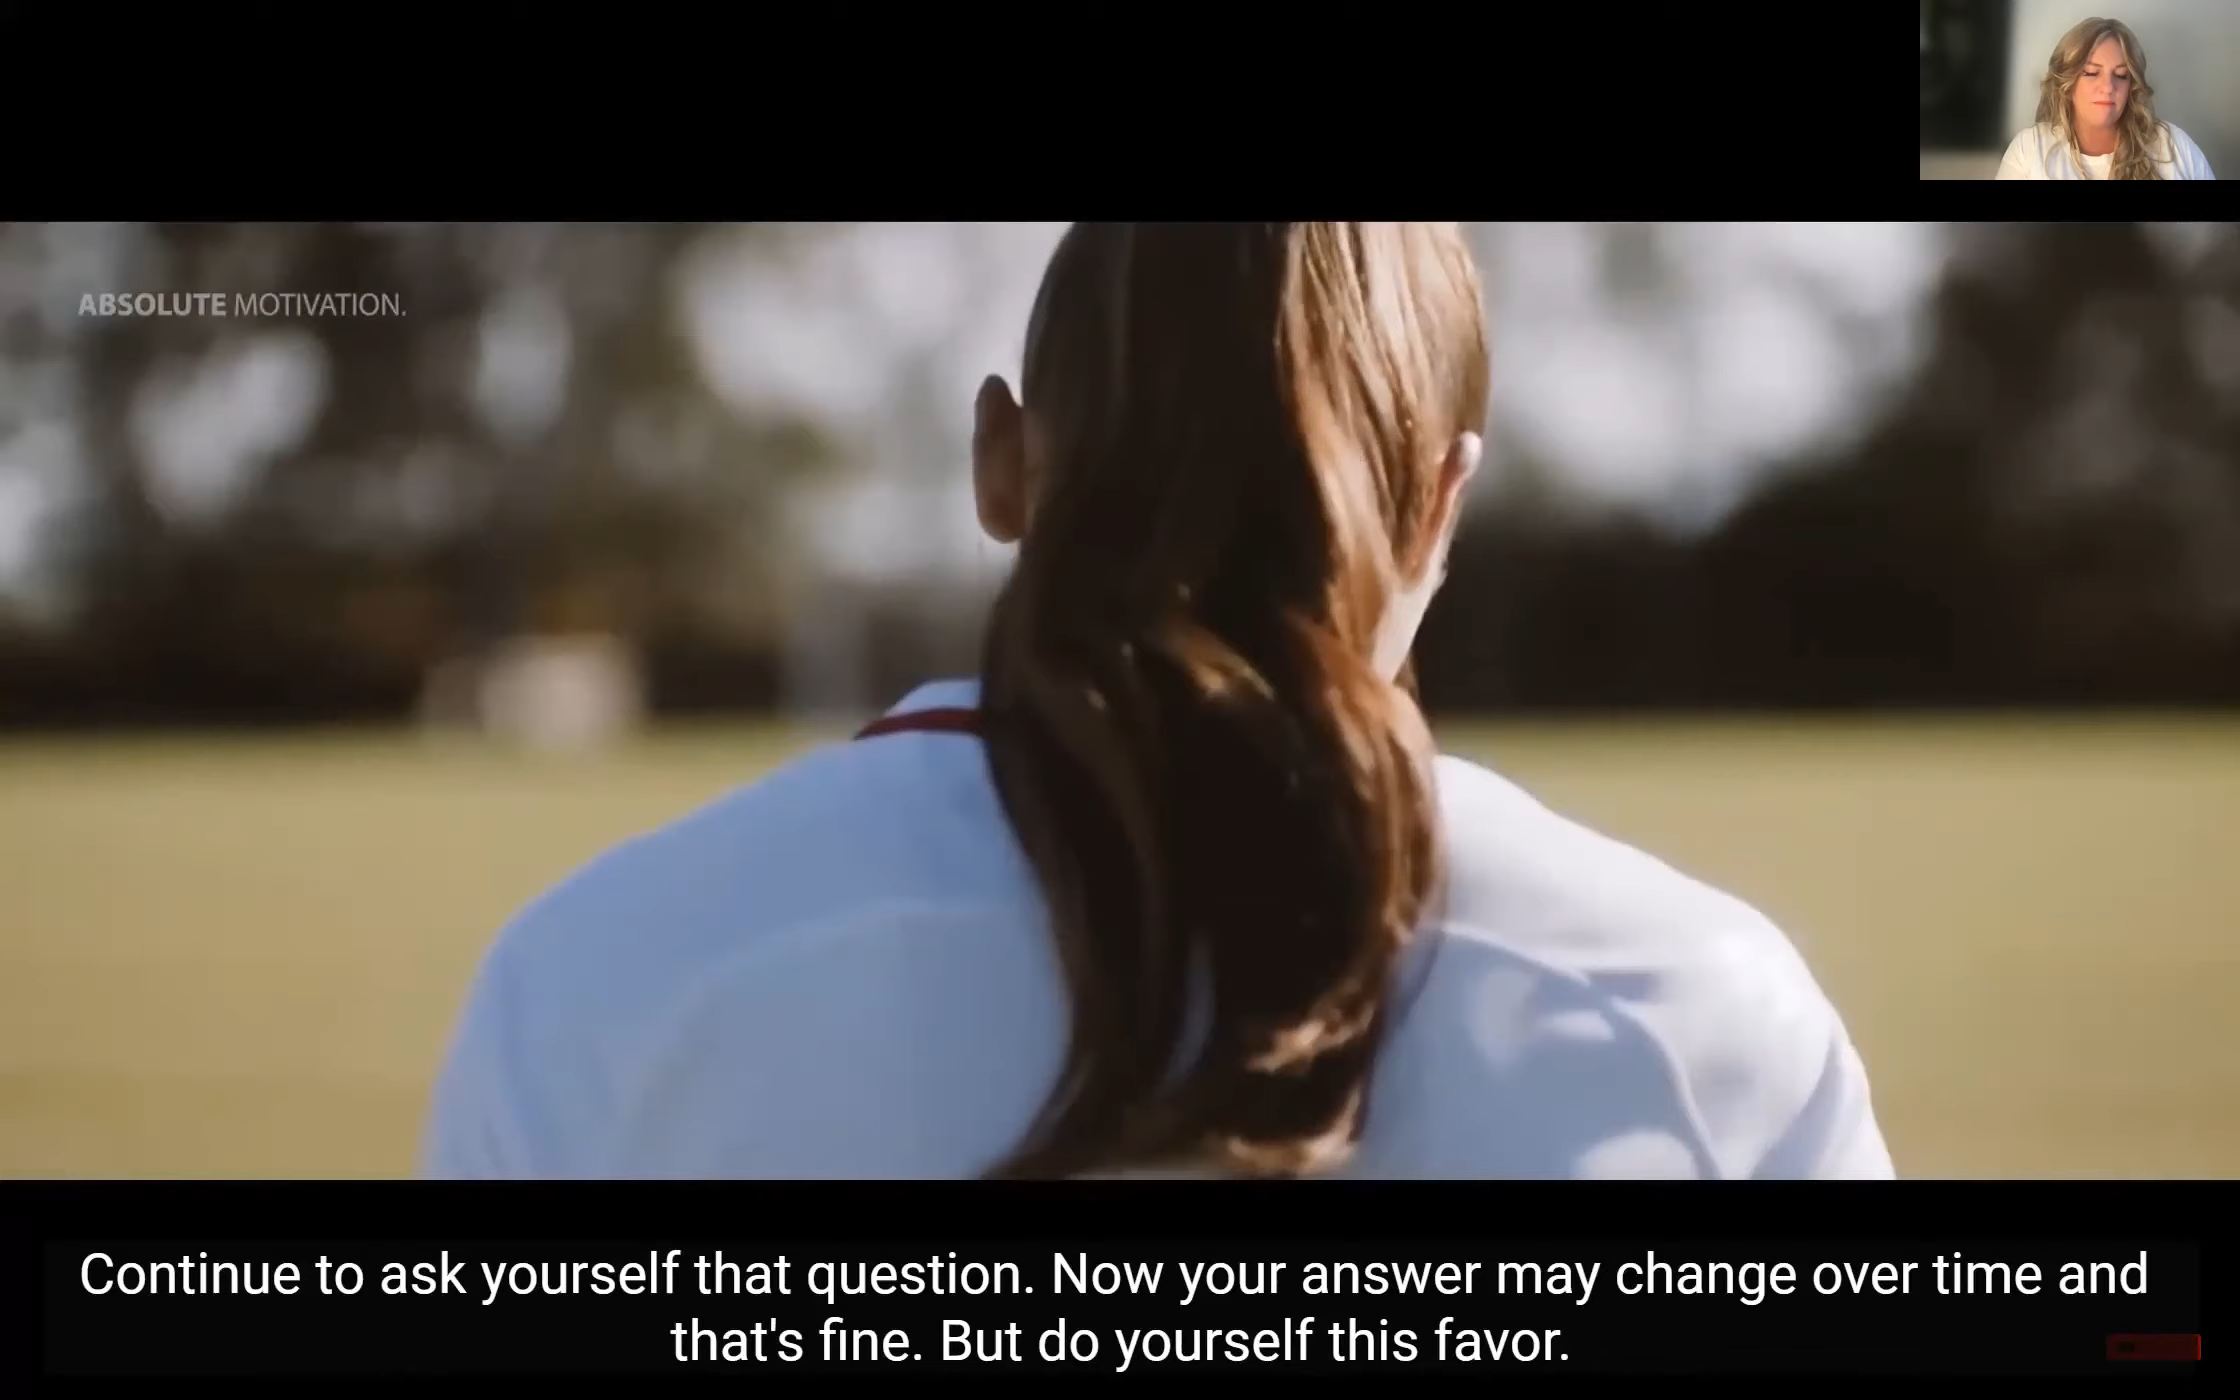 ABSOLUTE MOTIVATION.
Continue to ask yourself that question. Now your answer may change over time and
that's fine. But do yourself this favor.